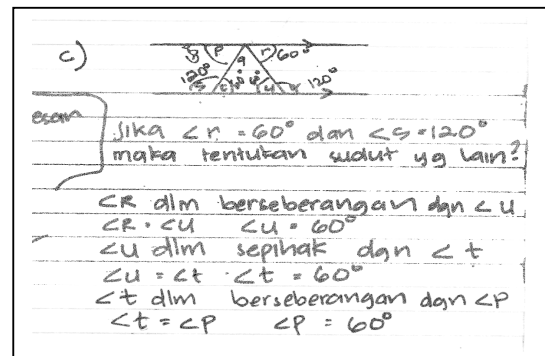 c)
P q r 60°
120° s t u 120°
esain
Jika ∠r = 60° dan ∠s = 120°
maka tentukan sudut yg lain?
∠R dlm berseberangan dgn ∠u
∠R = ∠u ∠u = 60°
∠u dlm sepihak dgn ∠t
∠u = ∠t ∠t = 60°
∠t dlm berseberangan dgn ∠P
∠t = ∠P ∠P = 60°